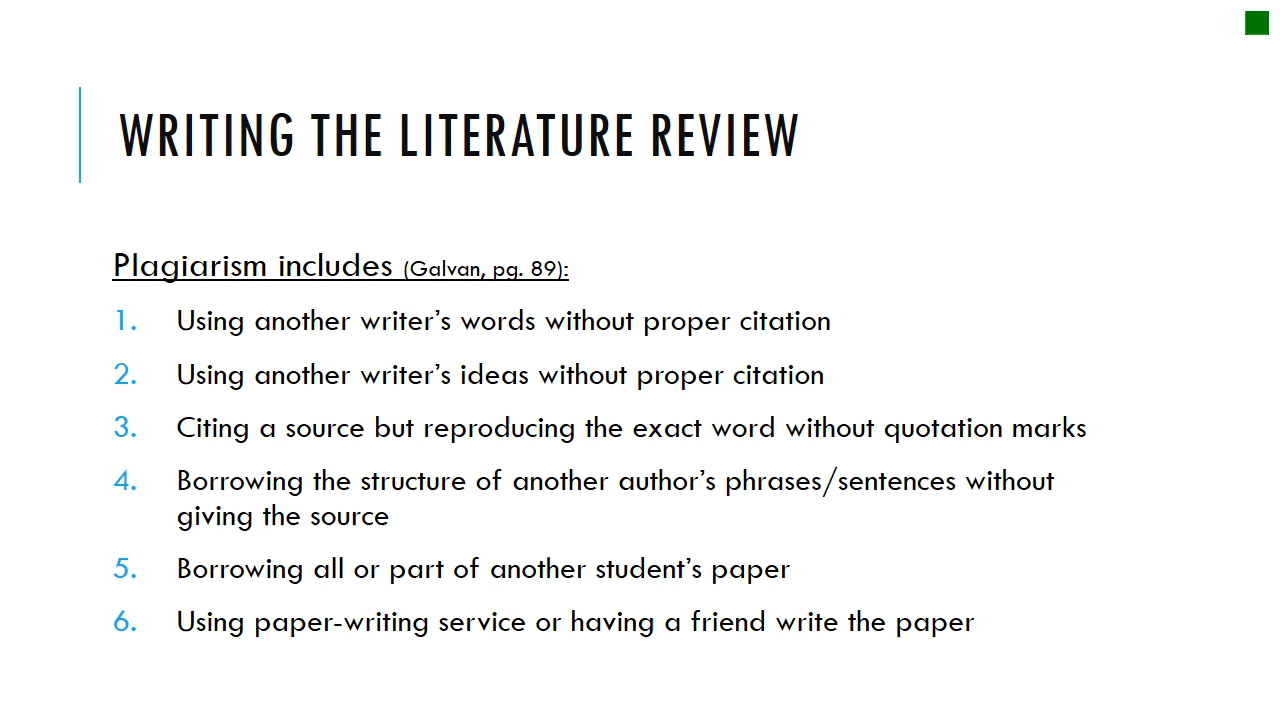 WRITING THE LITERATURE REVIEW
Plagiarism includes (Galvan, pg. 89):
1. Using another writer’s words without proper citation
2. Using another writer’s ideas without proper citation
3. Citing a source but reproducing the exact word without quotation marks
4. Borrowing the structure of another author’s phrases/sentences without
giving the source
5. Borrowing all or part of another student’s paper
6. Using paper-writing service or having a friend write the paper